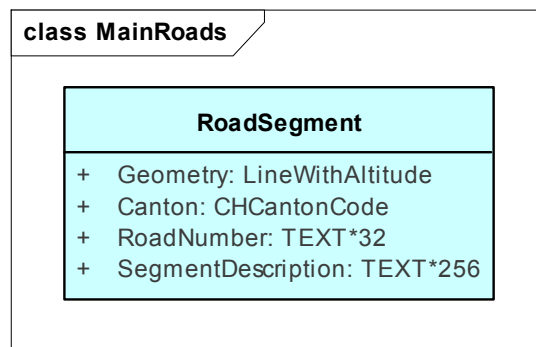 class MainRoads
RoadSegment
+ Geometry: LineWithAltitude
+ Canton: CHCantonCode
+ RoadNumber: TEXT*32
+ SegmentDescription: TEXT*256